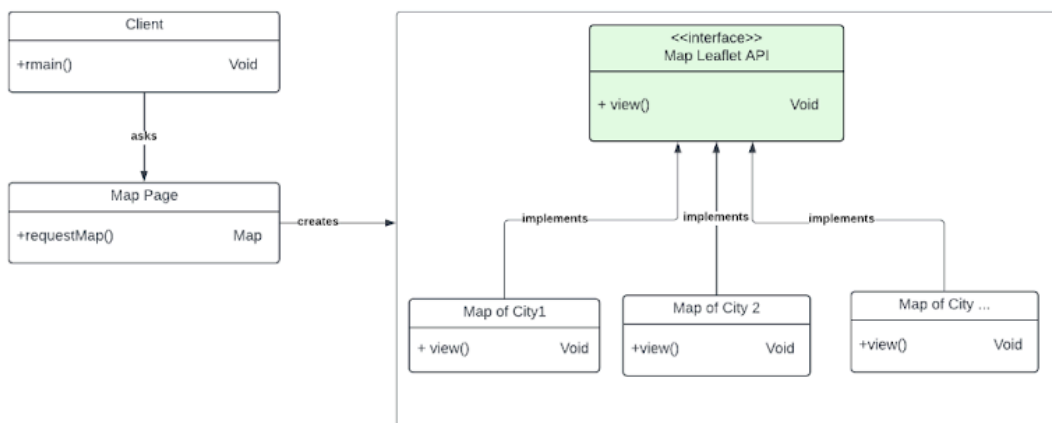 Client
+rmain() Void
asks
Map Page
+requestMap() Map
creates
<<interface>>
Map Leaflet API
+ view() Void
implements
implements
implements
Map of City1
+ view() Void
Map of City 2
+view() Void
Map of City ...
+view() Void